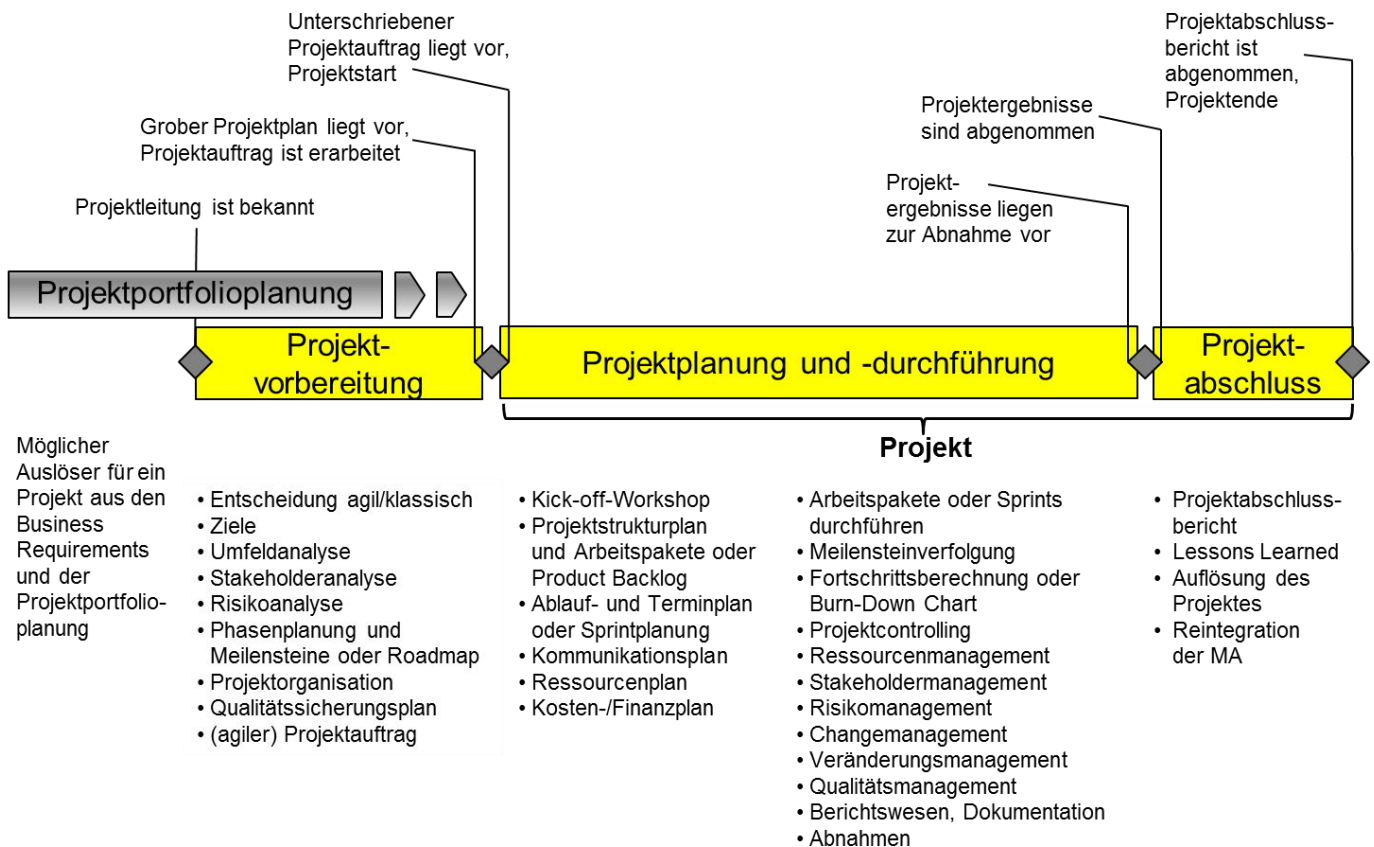 Unterschriebener
Projektauftrag liegt vor,
Projektstart
Projektabschluss-
bericht ist
abgenommen,
Projektende
Grober Projektplan liegt vor,
Projektauftrag ist erarbeitet
Projektergebnisse
sind abgenommen
Projektleitung ist bekannt
Projekt-
ergebnisse liegen
zur Abnahme vor
Projektportfolioplanung
Projekt-
vorbereitung
Projektplanung und -durchführung
Projekt-
abschluss
Projekt
Möglicher
Auslöser für ein
Projekt aus den
Business
Requirements
und der
Projektportfolio-
planung
• Entscheidung agil/klassisch
• Ziele
• Umfeldanalyse
• Stakeholderanalyse
• Risikoanalyse
• Phasenplanung und
Meilensteine oder Roadmap
• Projektorganisation
• Qualitätssicherungsplan
• (agiler) Projektauftrag
• Kick-off-Workshop
• Projektstrukturplan
und Arbeitspakete oder
Product Backlog
• Ablauf- und Terminplan
oder Sprintplanung
• Kommunikationsplan
• Ressourcenplan
• Kosten-/Finanzplan
• Arbeitspakete oder Sprints
durchführen
• Meilensteinverfolgung
• Fortschrittsberechnung oder
Burn-Down Chart
• Projektcontrolling
• Ressourcenmanagement
• Stakeholdermanagement
• Risikomanagement
• Changemanagement
• Veränderungsmanagement
• Qualitätsmanagement
• Berichtswesen, Dokumentation
• Abnahmen
• Projektabschluss-
bericht
• Lessons Learned
• Auflösung des
Projektes
• Reintegration
der MA